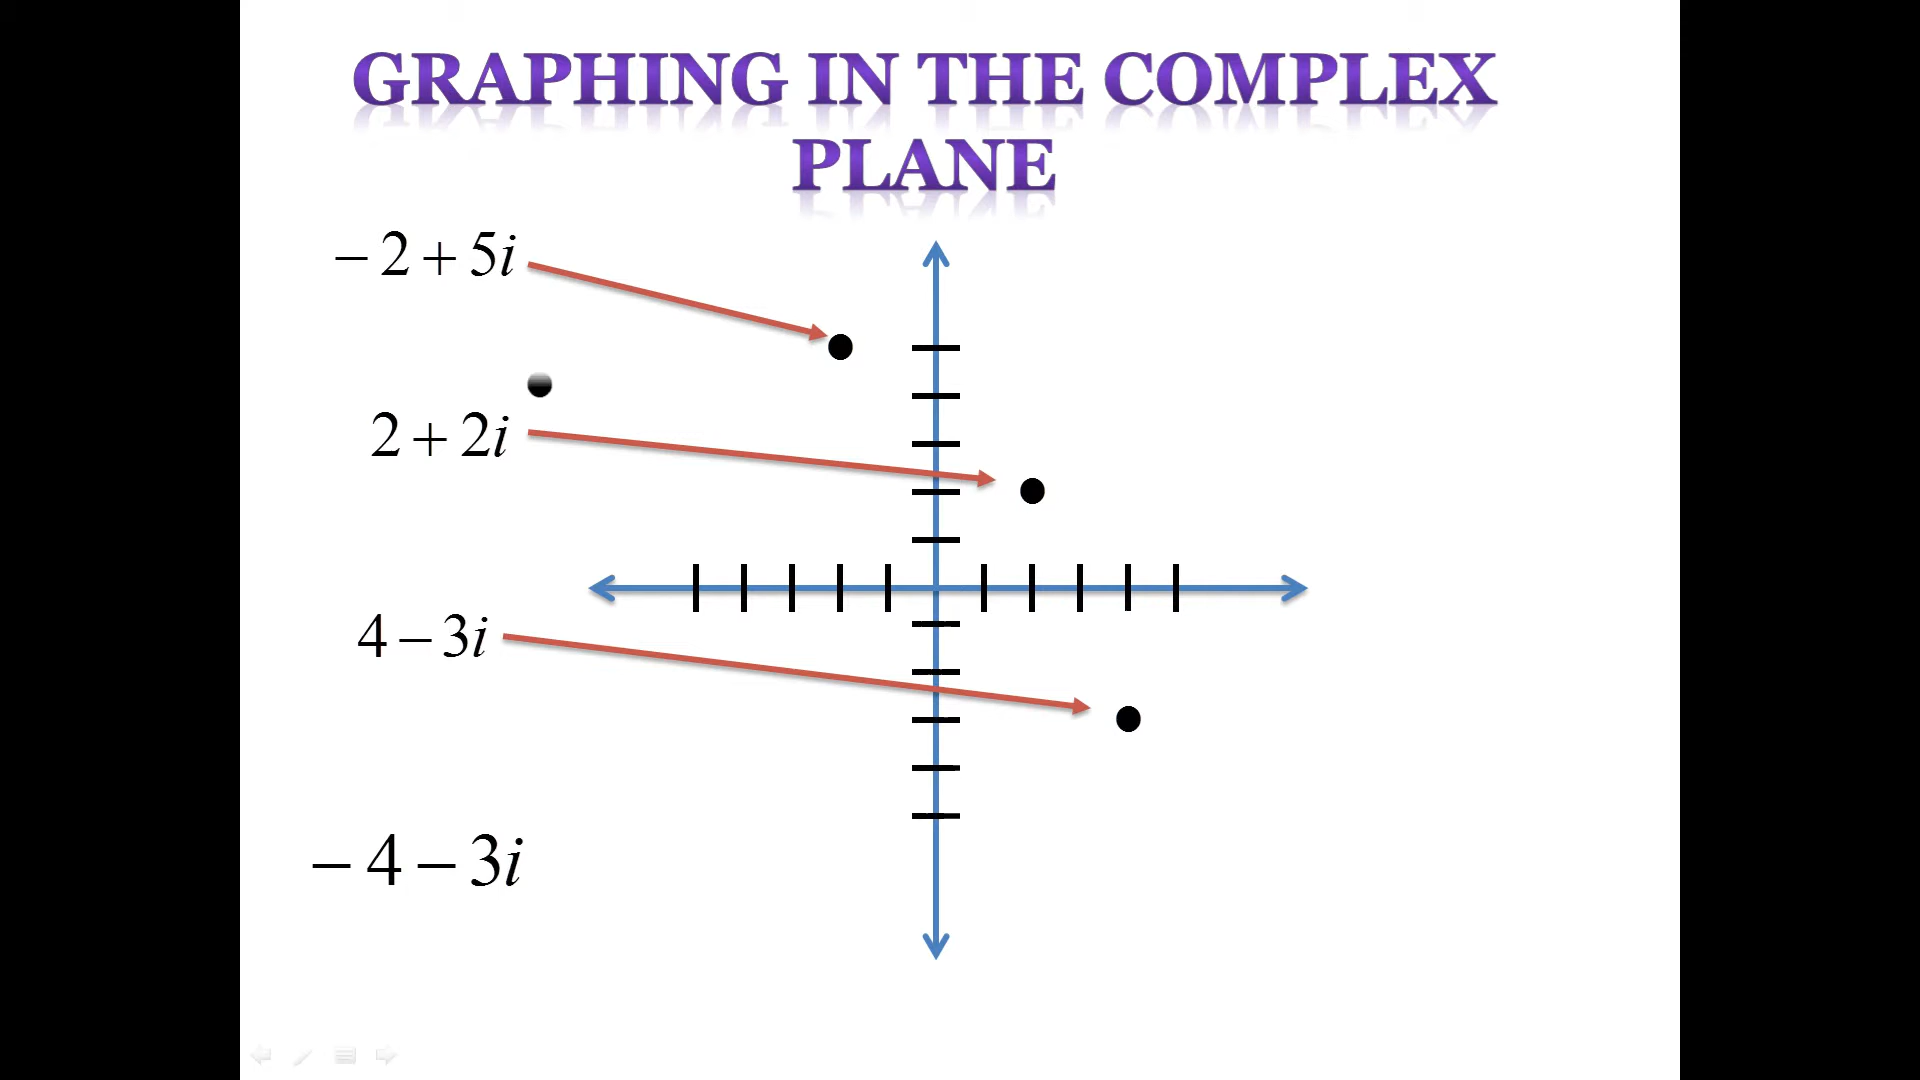 GRAPHING IN THE COMPLEX
PLANE
−2+5i
2+2i
4−3i
−4−3i